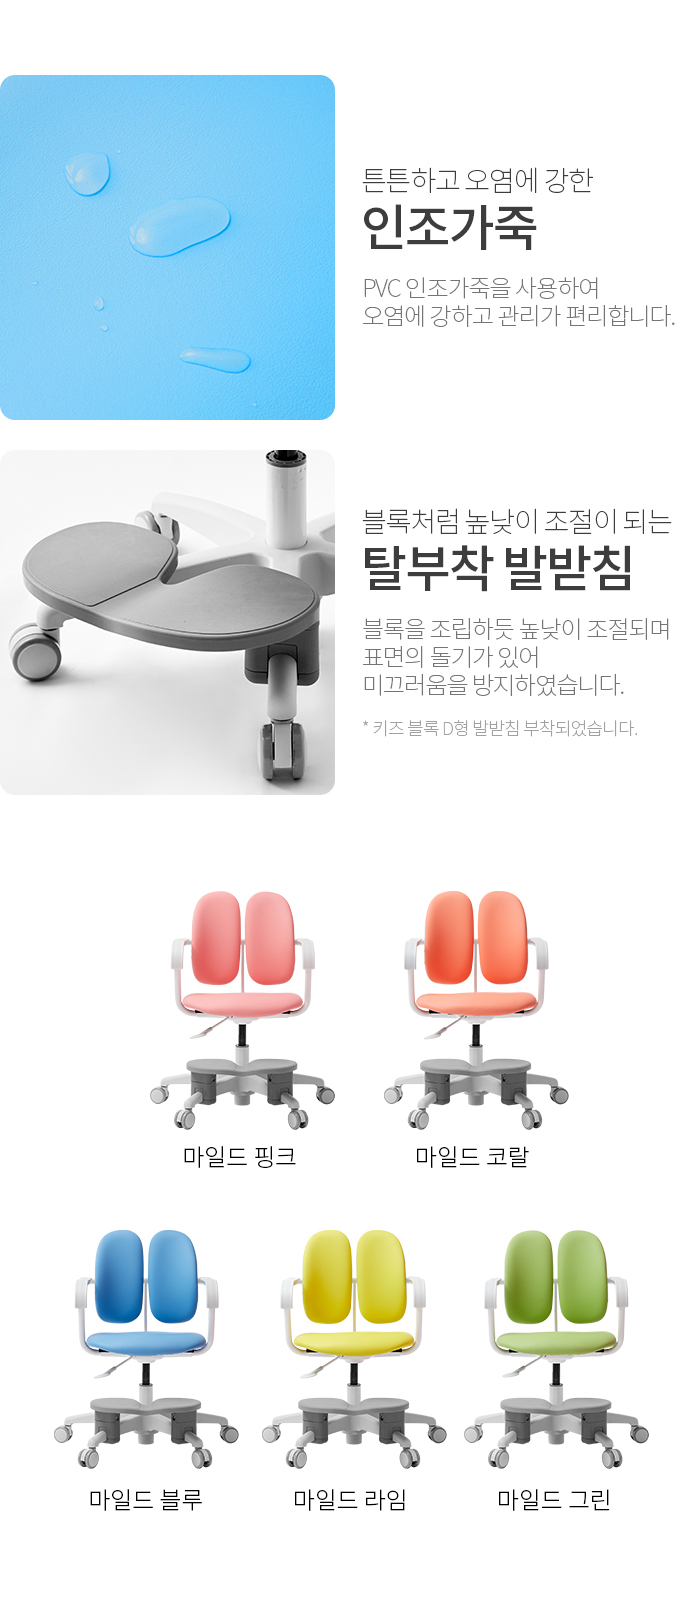 튼튼하고 오염에 강한
인조가죽
PVC 인조가죽을 사용하여
오염에 강하고 관리가 편리합니다.
블록처럼 높낮이 조절이 되는
탈부착 발받침
블록을 조립하듯 높낮이 조절되며
표면의 돌기가 있어
미끄러움을 방지하였습니다.
* 키즈 블록 D형 발받침 부착되었습니다.
마일드 핑크
마일드 코랄
마일드 블루
마일드 라임
마일드 그린